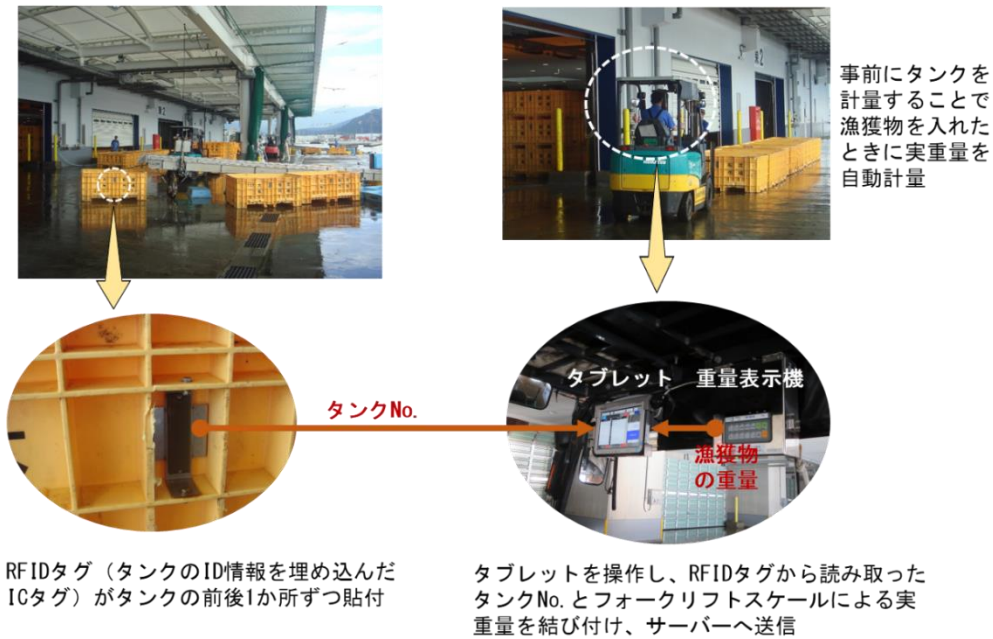 事前にタンクを
計量することで
漁獲物を入れた
ときに実重量を
自動計量
タブレット 重量表示機
タンクNo.
漁獲物
の重量
RFIDタグ（タンクのID情報を埋め込んだ
ICタグ）がタンクの前後1か所ずつ貼付
タブレットを操作し、RFIDタグから読み取った
タンクNo.とフォークリフトスケールによる実
重量を結び付け、サーバーへ送信